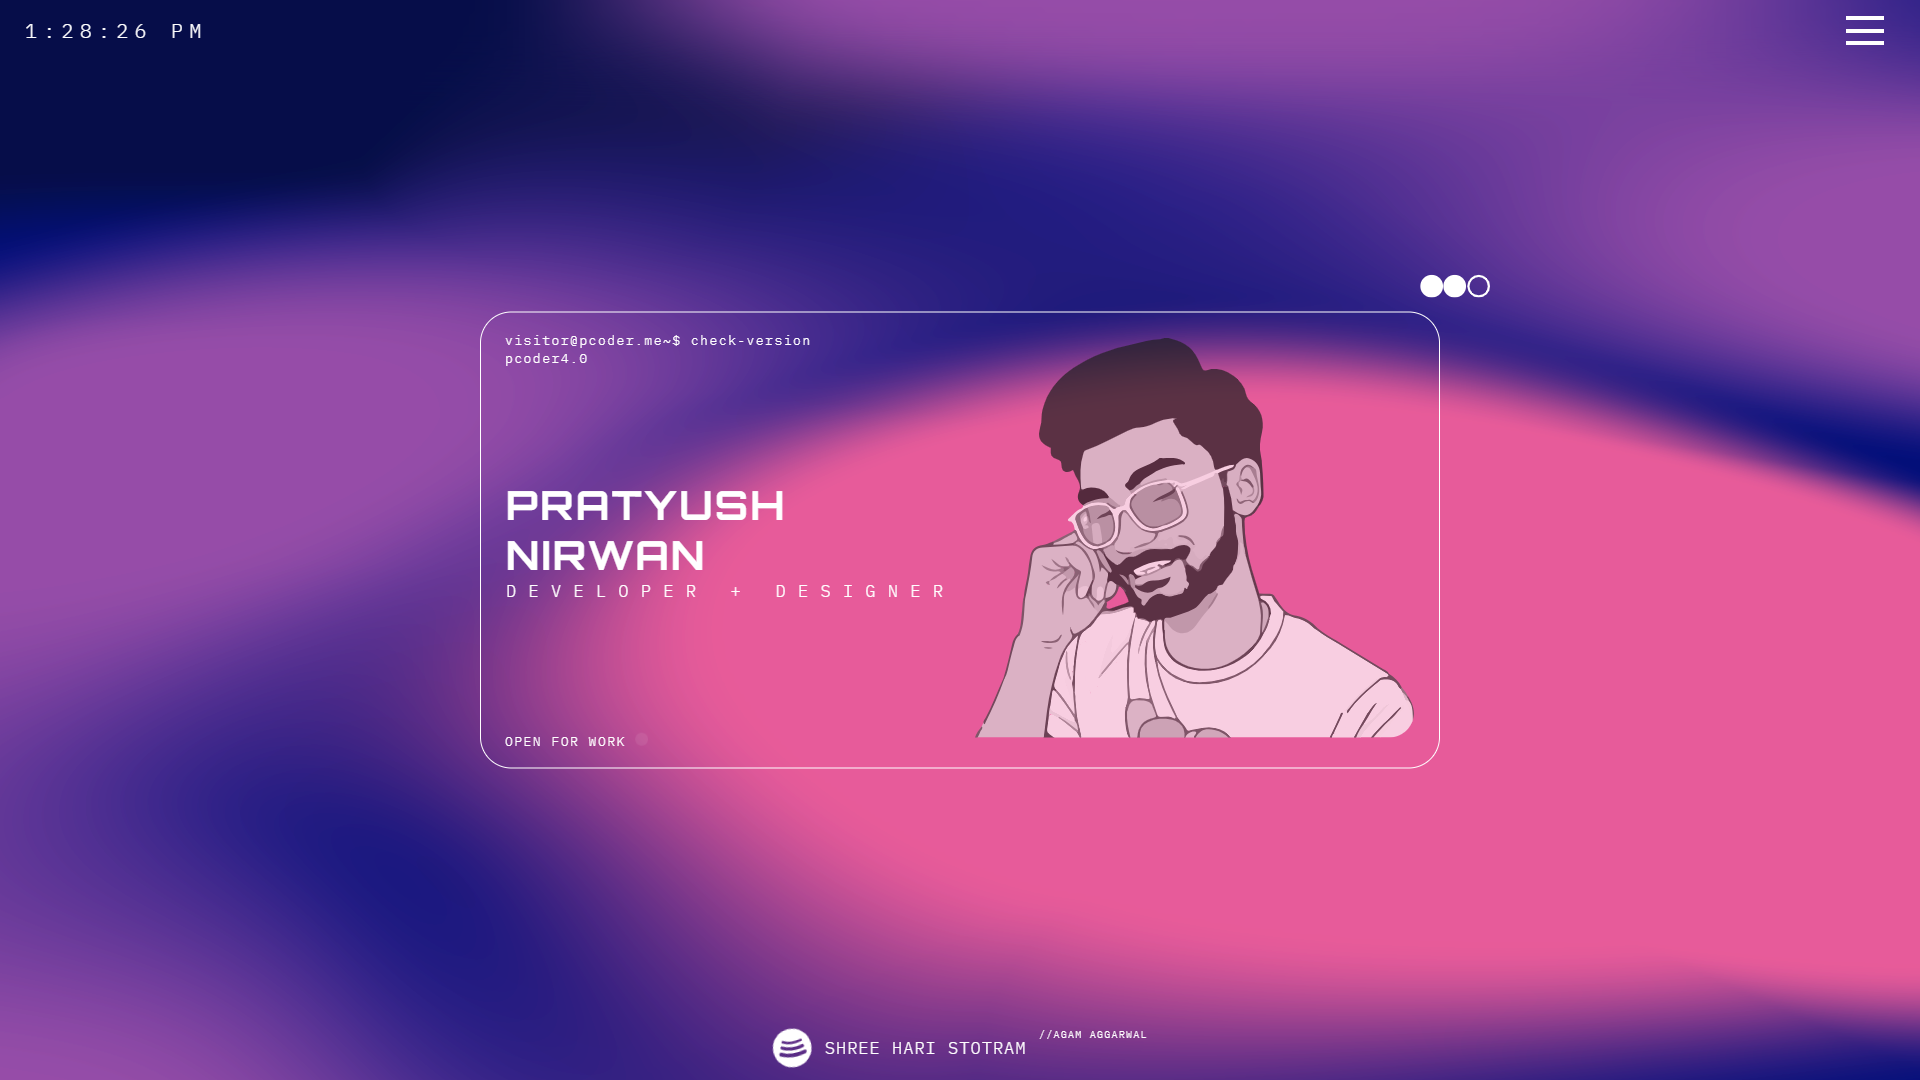 1:28:26 PM
visitor@pcoder.me~$ check-version
pcoder4.0
PRATYUSH
NIRWAN
DEVELOPER + DESIGNER
OPEN FOR WORK
SHREE HARI STOTRAM
//AGAM AGGARWAL